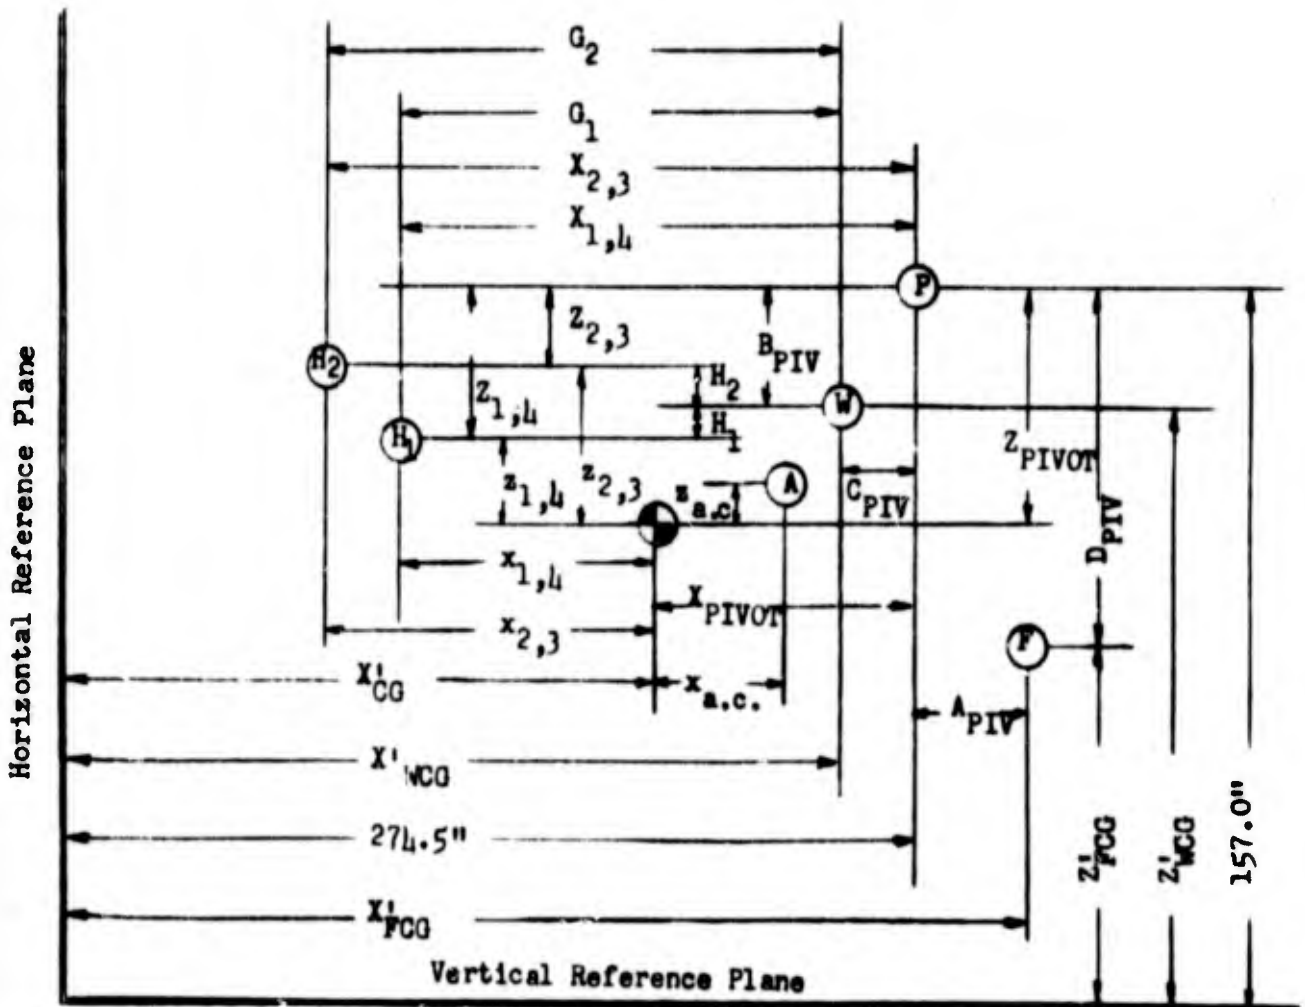 G2
G1
X2,3
X1,4
P
Z2,3
BPIV
H2
H2
Z1,4
W
H1
H1
ZPIVOT
z1,4
z2,3
za.c.
A
CPIV
DPIV
x1,4
XPIVOT
x2,3
F
X'CG
xa.c.
APIV
X'WCG
274.5"
X'FCG
Z'FCG
Z'WCG
157.0"
Horizontal Reference Plane
Vertical Reference Plane